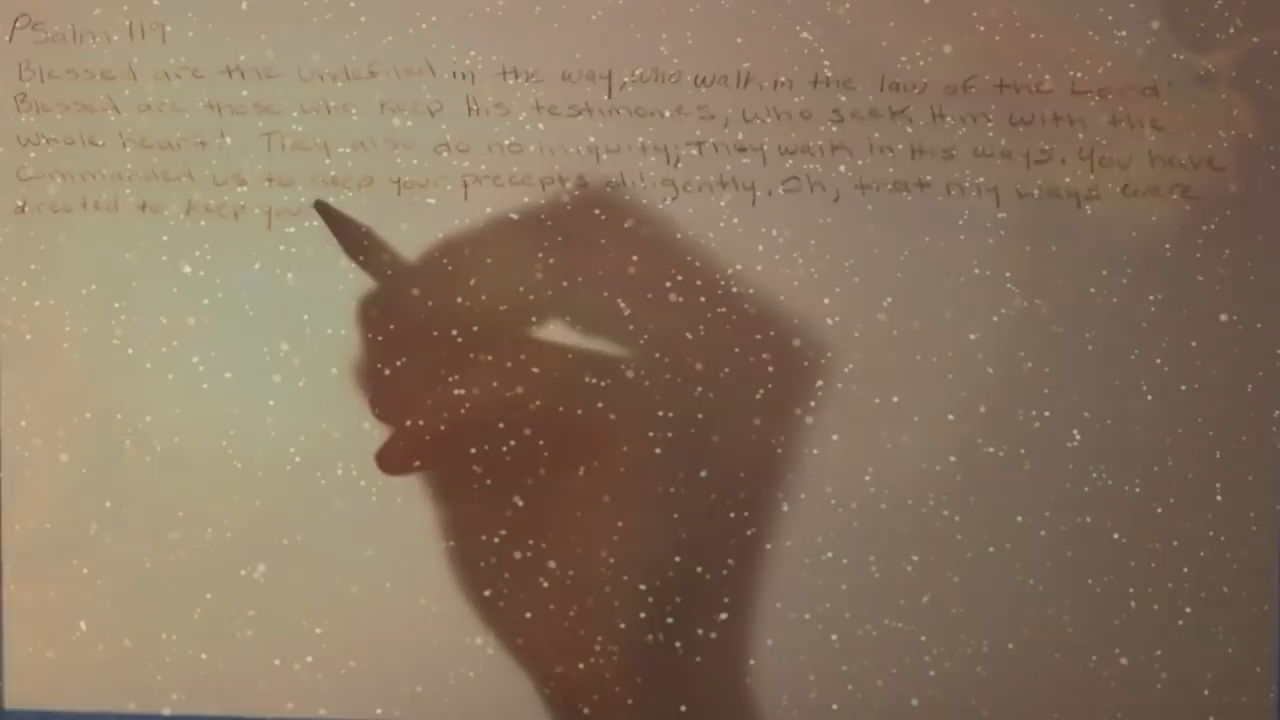 Psalm 119
Blessed are the undefiled in the way, who walk in the law of the Lord!
Blessed are those who keep His testimonies, who seek Him with the
whole heart! They also do no iniquity; They walk in His ways. You have
commanded us to keep your precepts diligently. Oh, that my ways were
directed to keep you